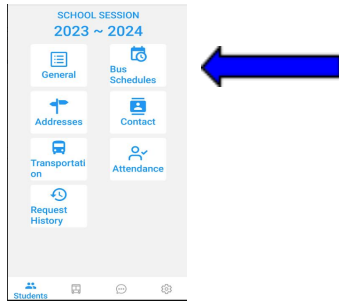 SCHOOL SESSION
2023 ~ 2024
General
Bus
Schedules
Addresses
Contact
Transportati
on
Attendance
Request
History
Students